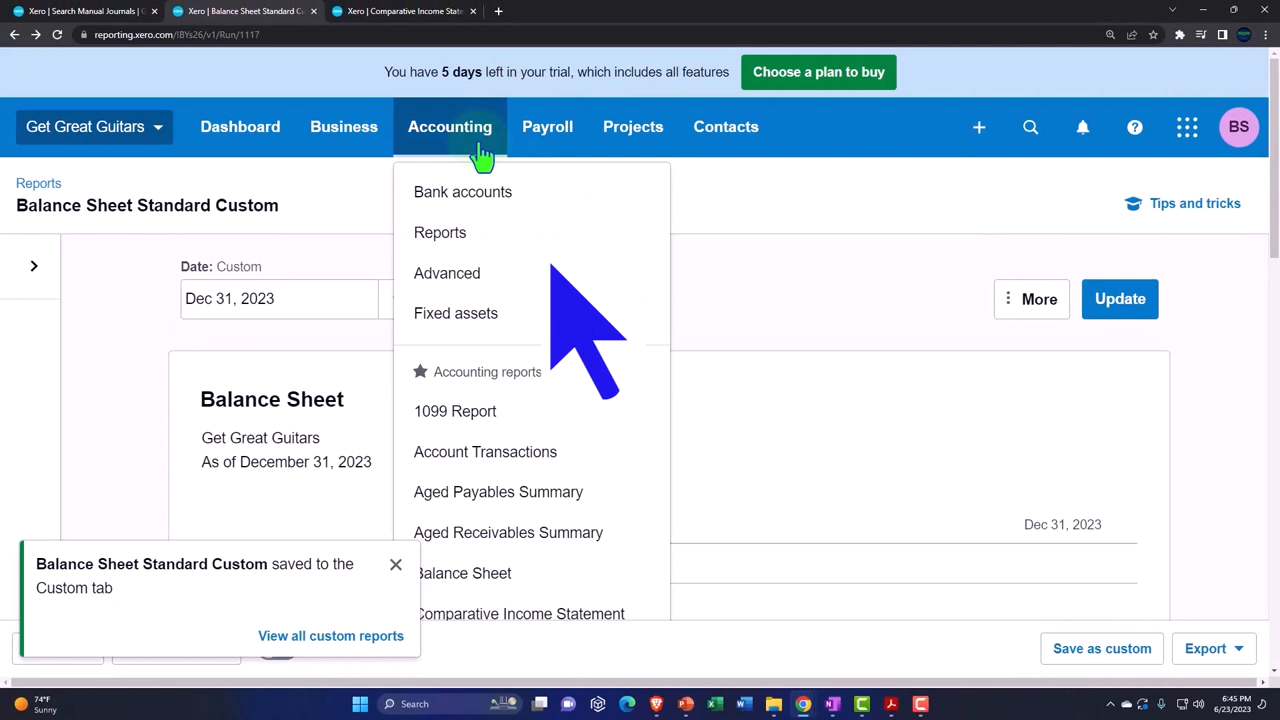 Xero | Search Manual Journals | G
Xero | Balance Sheet Standard Cu
Xero | Comparative Income State
reporting.xero.com/!BYs26/v1/Run/1117
You have 5 days left in your trial, which includes all features
Choose a plan to buy
Get Great Guitars
Dashboard
Business
Accounting
Payroll
Projects
Contacts
BS
Reports
Balance Sheet Standard Custom
Tips and tricks
Bank accounts
Reports
Advanced
Fixed assets
Accounting reports
1099 Report
Account Transactions
Aged Payables Summary
Aged Receivables Summary
Balance Sheet
Comparative Income Statement
Date: Custom
Dec 31, 2023
More
Update
Balance Sheet
Get Great Guitars
As of December 31, 2023
Dec 31, 2023
Balance Sheet Standard Custom saved to the
Custom tab
View all custom reports
Save as custom
Export
74°F
Sunny
Search
6:45 PM
6/23/2023